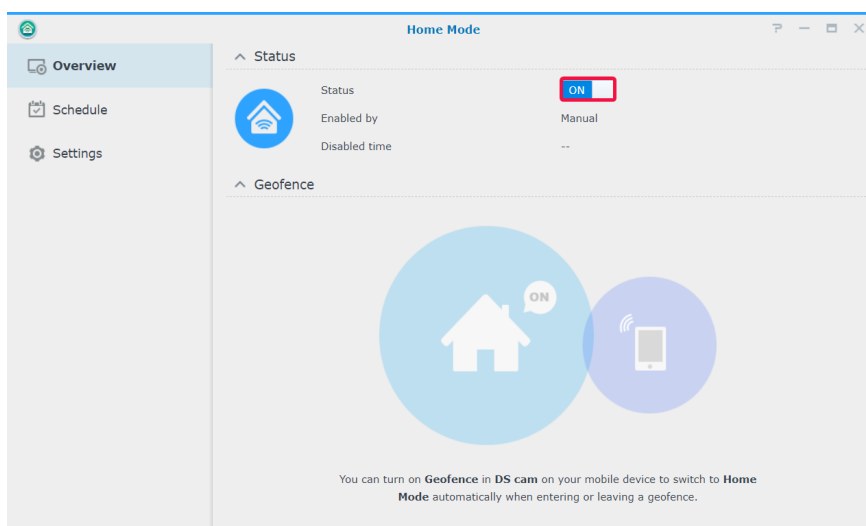 Home Mode
Overview
Schedule
Settings
Status
Status ON
Enabled by Manual
Disabled time --
Geofence
ON
You can turn on Geofence in DS cam on your mobile device to switch to Home
Mode automatically when entering or leaving a geofence.